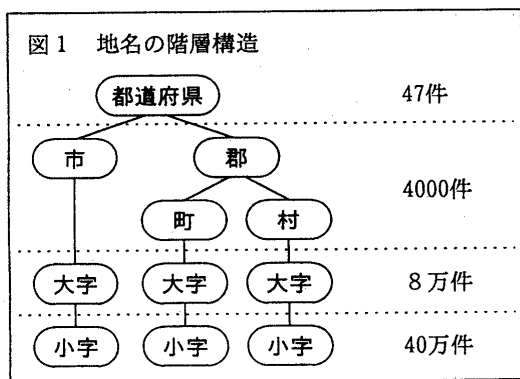 図1 地名の階層構造
都道府県 47件
市 郡
4000件
町 村
大字 大字 大字 8万件
小字 小字 小字 40万件